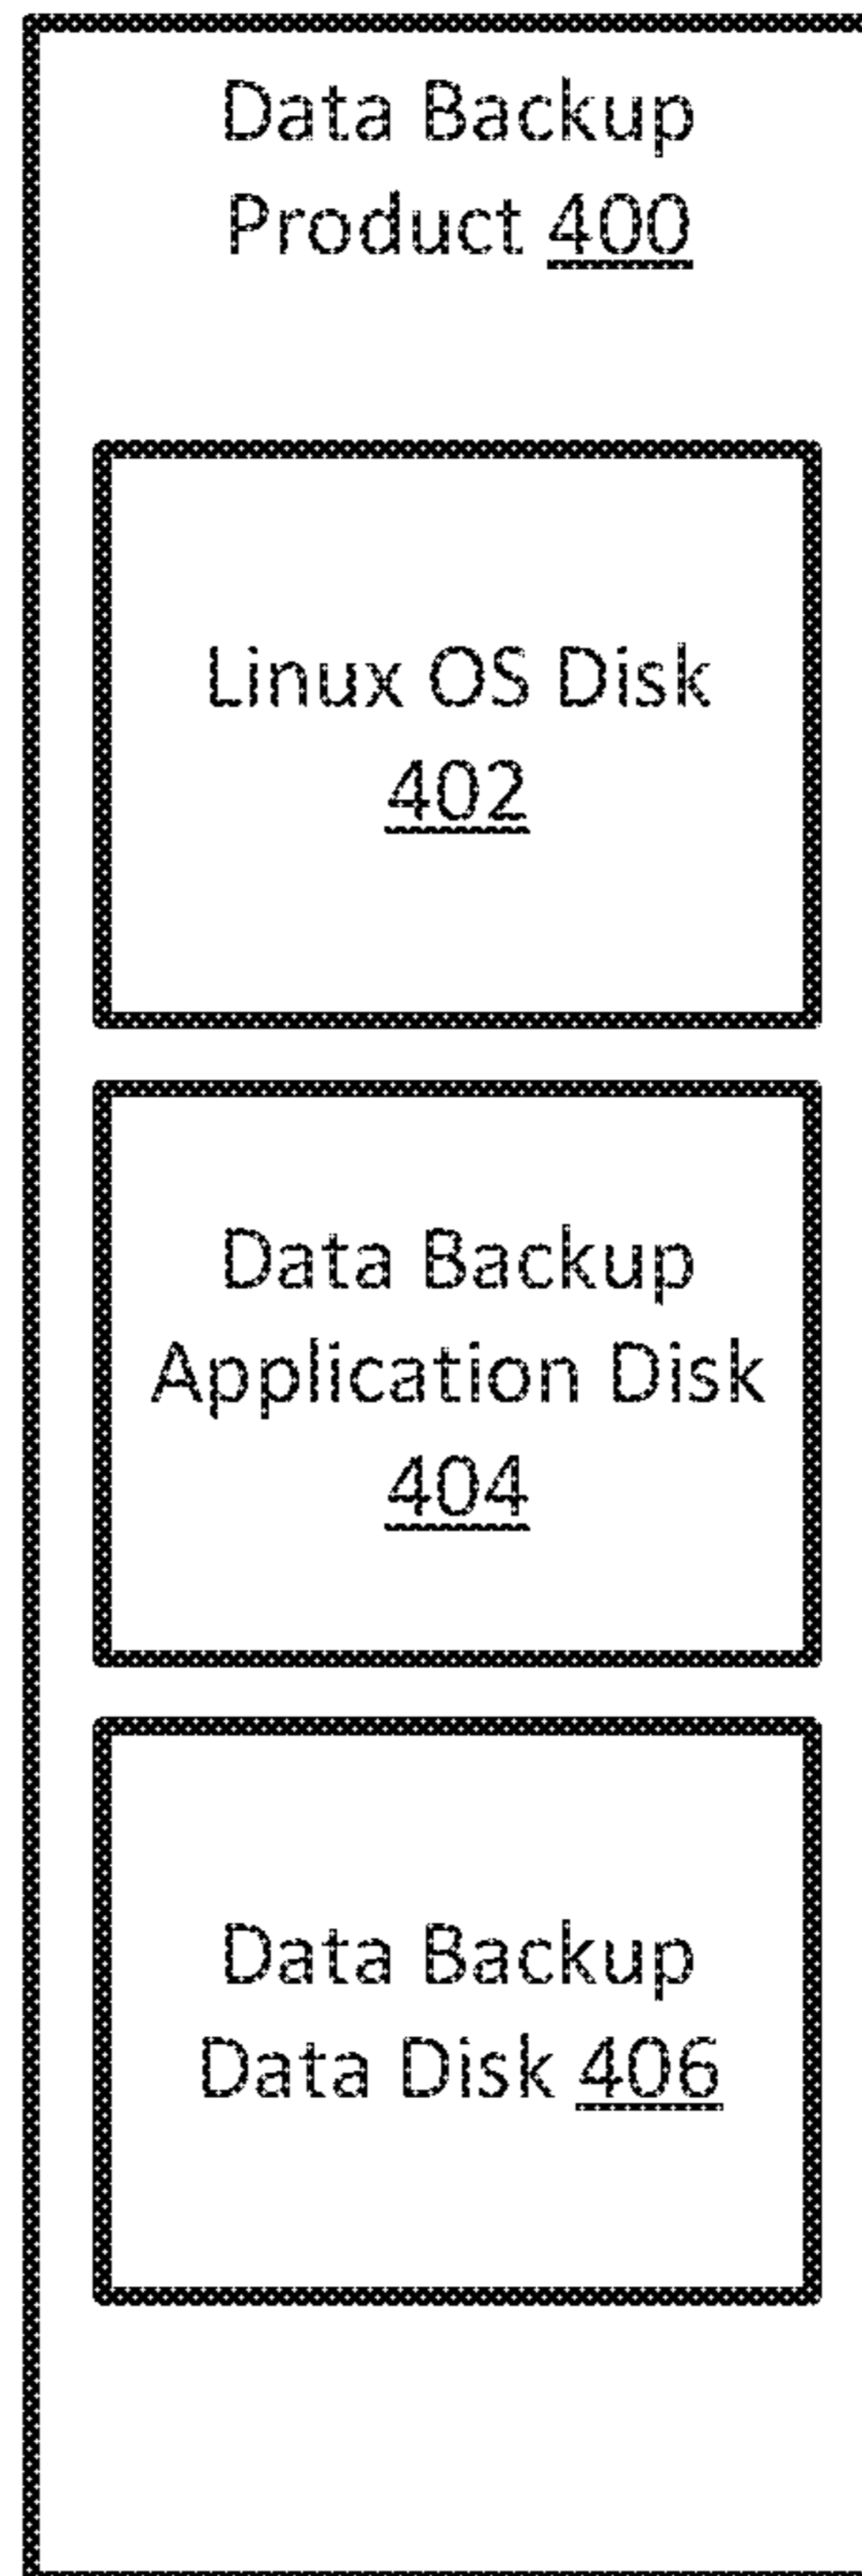 Data Backup
Product 400
Linux OS Disk
402
Data Backup
Application Disk
404
Data Backup
Data Disk 406